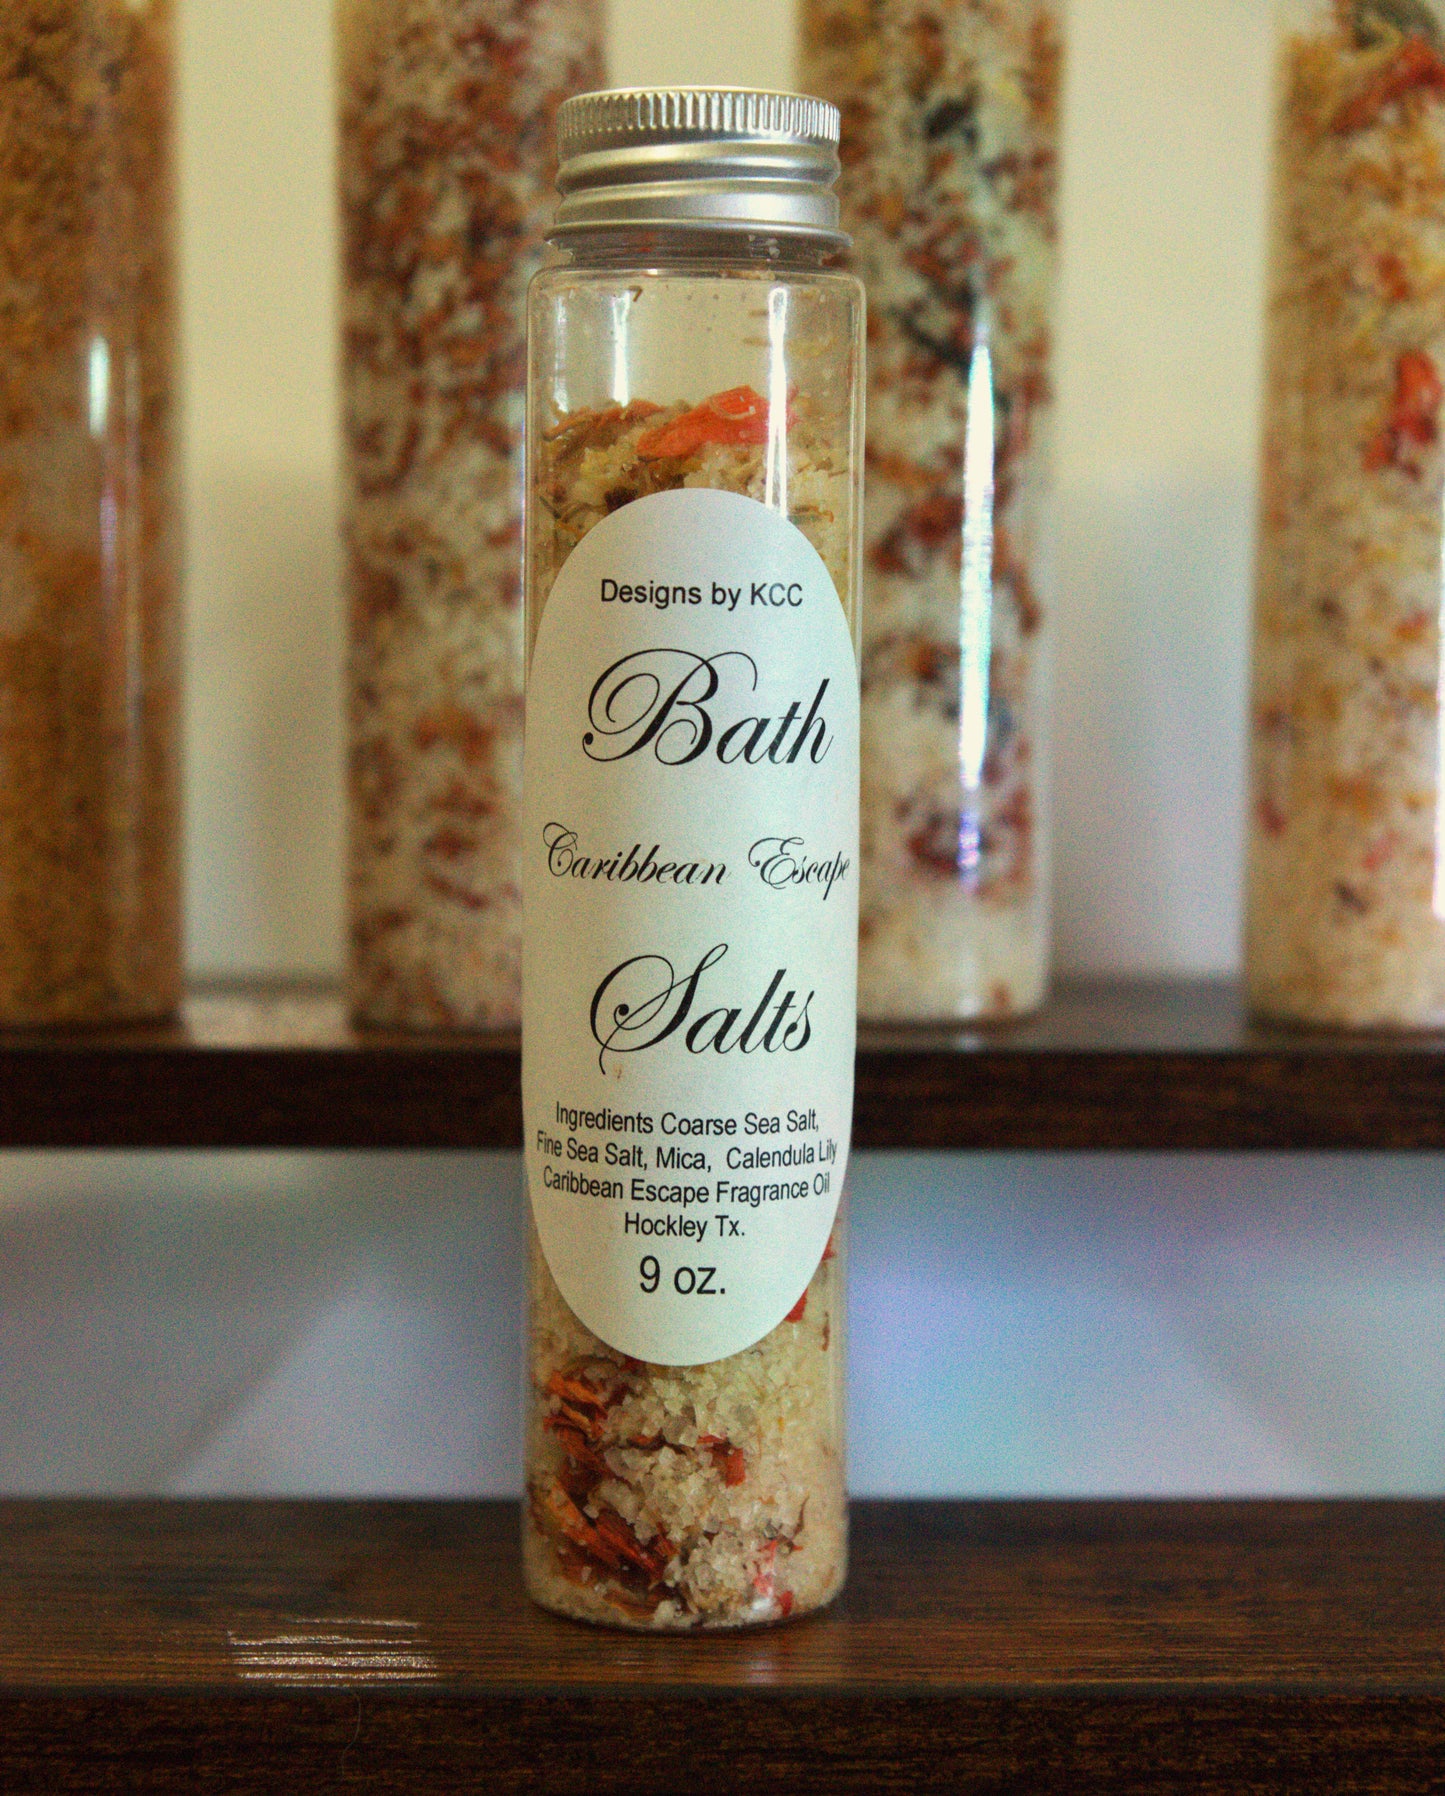 Designs by KCC
Bath
Caribbean Escape
Salts
Ingredients Coarse Sea Salt,
Fine Sea Salt, Mica, Calendula Lily
Caribbean Escape Fragrance Oil
Hockley Tx.
9 oz.